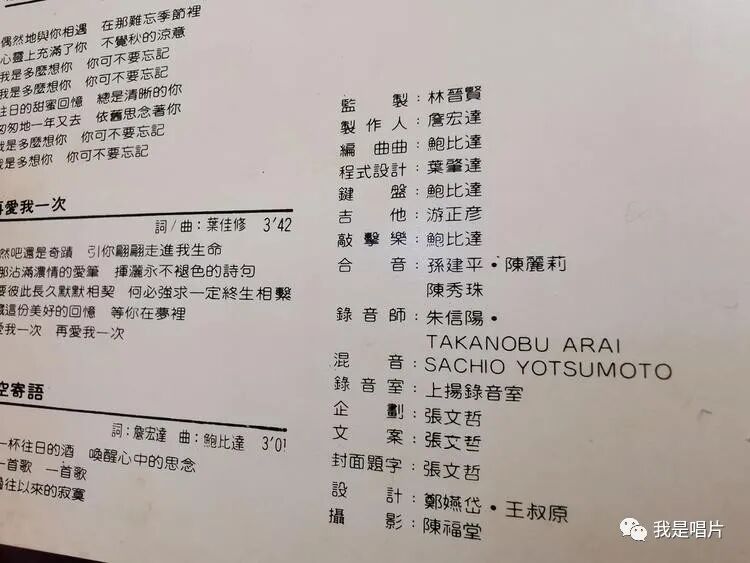 偶然地與你相遇　在那難忘季節裡
心靈上充滿了你　不覺秋的涼意
我是多麼想你　你可不要忘記
我是多麼想你　你可不要忘記
往日的甜蜜回憶　總是清晰的你
匆匆地一年又去　依舊思念著你
我是多麼想你　你可不要忘記
我是多想你　你可不要忘記
再愛我一次
詞/曲：葉佳修　3'42
然吧還是奇蹟　引你翩翩走進我生命
那沾滿濃情的愛筆　揮灑永不褪色的詩句
要彼此長久默默相契　何必強求一定終生相繫
藏這份美好的回憶　等你在夢裡
愛我一次　再愛我一次
空寄語
詞：詹宏達　曲：鮑比達　3'01
一杯往日的酒　喚醒心中的思念
一首歌　一首歌
過往以來的寂寞
監製：林晉賢
製作人：詹宏達
編曲曲：鮑比達
程式設計：葉肇達
鍵盤：鮑比達
吉他：游正彥
敲擊樂：鮑比達
合音：孫建平・陳麗莉
陳秀珠
錄音師：朱信陽・
TAKANOBU ARAI
混音：SACHIO YOTSUMOTO
錄音室：上揚錄音室
企劃：張文哲
文案：張文哲
封面題字：張文哲
設計：鄭嬿岱・王叔原
攝影：陳福堂
我是唱片